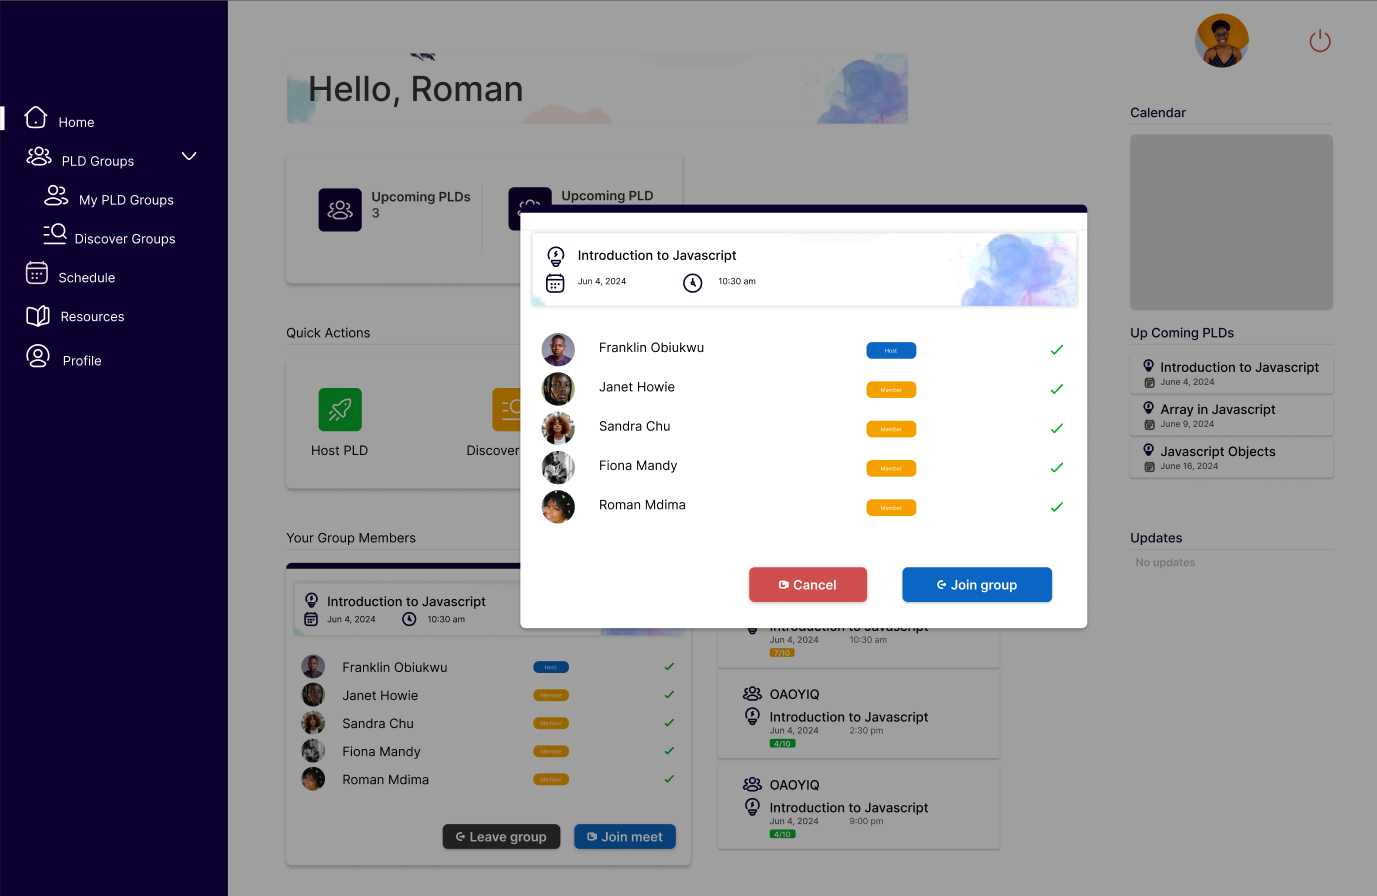 Home
PLD Groups
My PLD Groups
Discover Groups
Schedule
Resources
Profile
Hello, Roman
Upcoming PLDs
3
Upcoming PLD
Quick Actions
Host PLD
Discover
Your Group Members
Introduction to Javascript
Jun 4, 2024 10:30 am
Franklin Obiukwu Host
Janet Howie Member
Sandra Chu Member
Fiona Mandy Member
Roman Mdima Member
Leave group Join meet
Introduction to Javascript
Jun 4, 2024 10:30 am
Franklin Obiukwu Host
Janet Howie Member
Sandra Chu Member
Fiona Mandy Member
Roman Mdima Member
Cancel Join group
Introduction to Javascript
Jun 4, 2024 10:30 am
7/10
OAOYIQ
Introduction to Javascript
Jun 4, 2024 2:30 pm
4/10
OAOYIQ
Introduction to Javascript
Jun 4, 2024 9:00 pm
4/10
Calendar
Up Coming PLDs
Introduction to Javascript
June 4, 2024
Array in Javascript
June 9, 2024
Javascript Objects
June 16, 2024
Updates
No updates